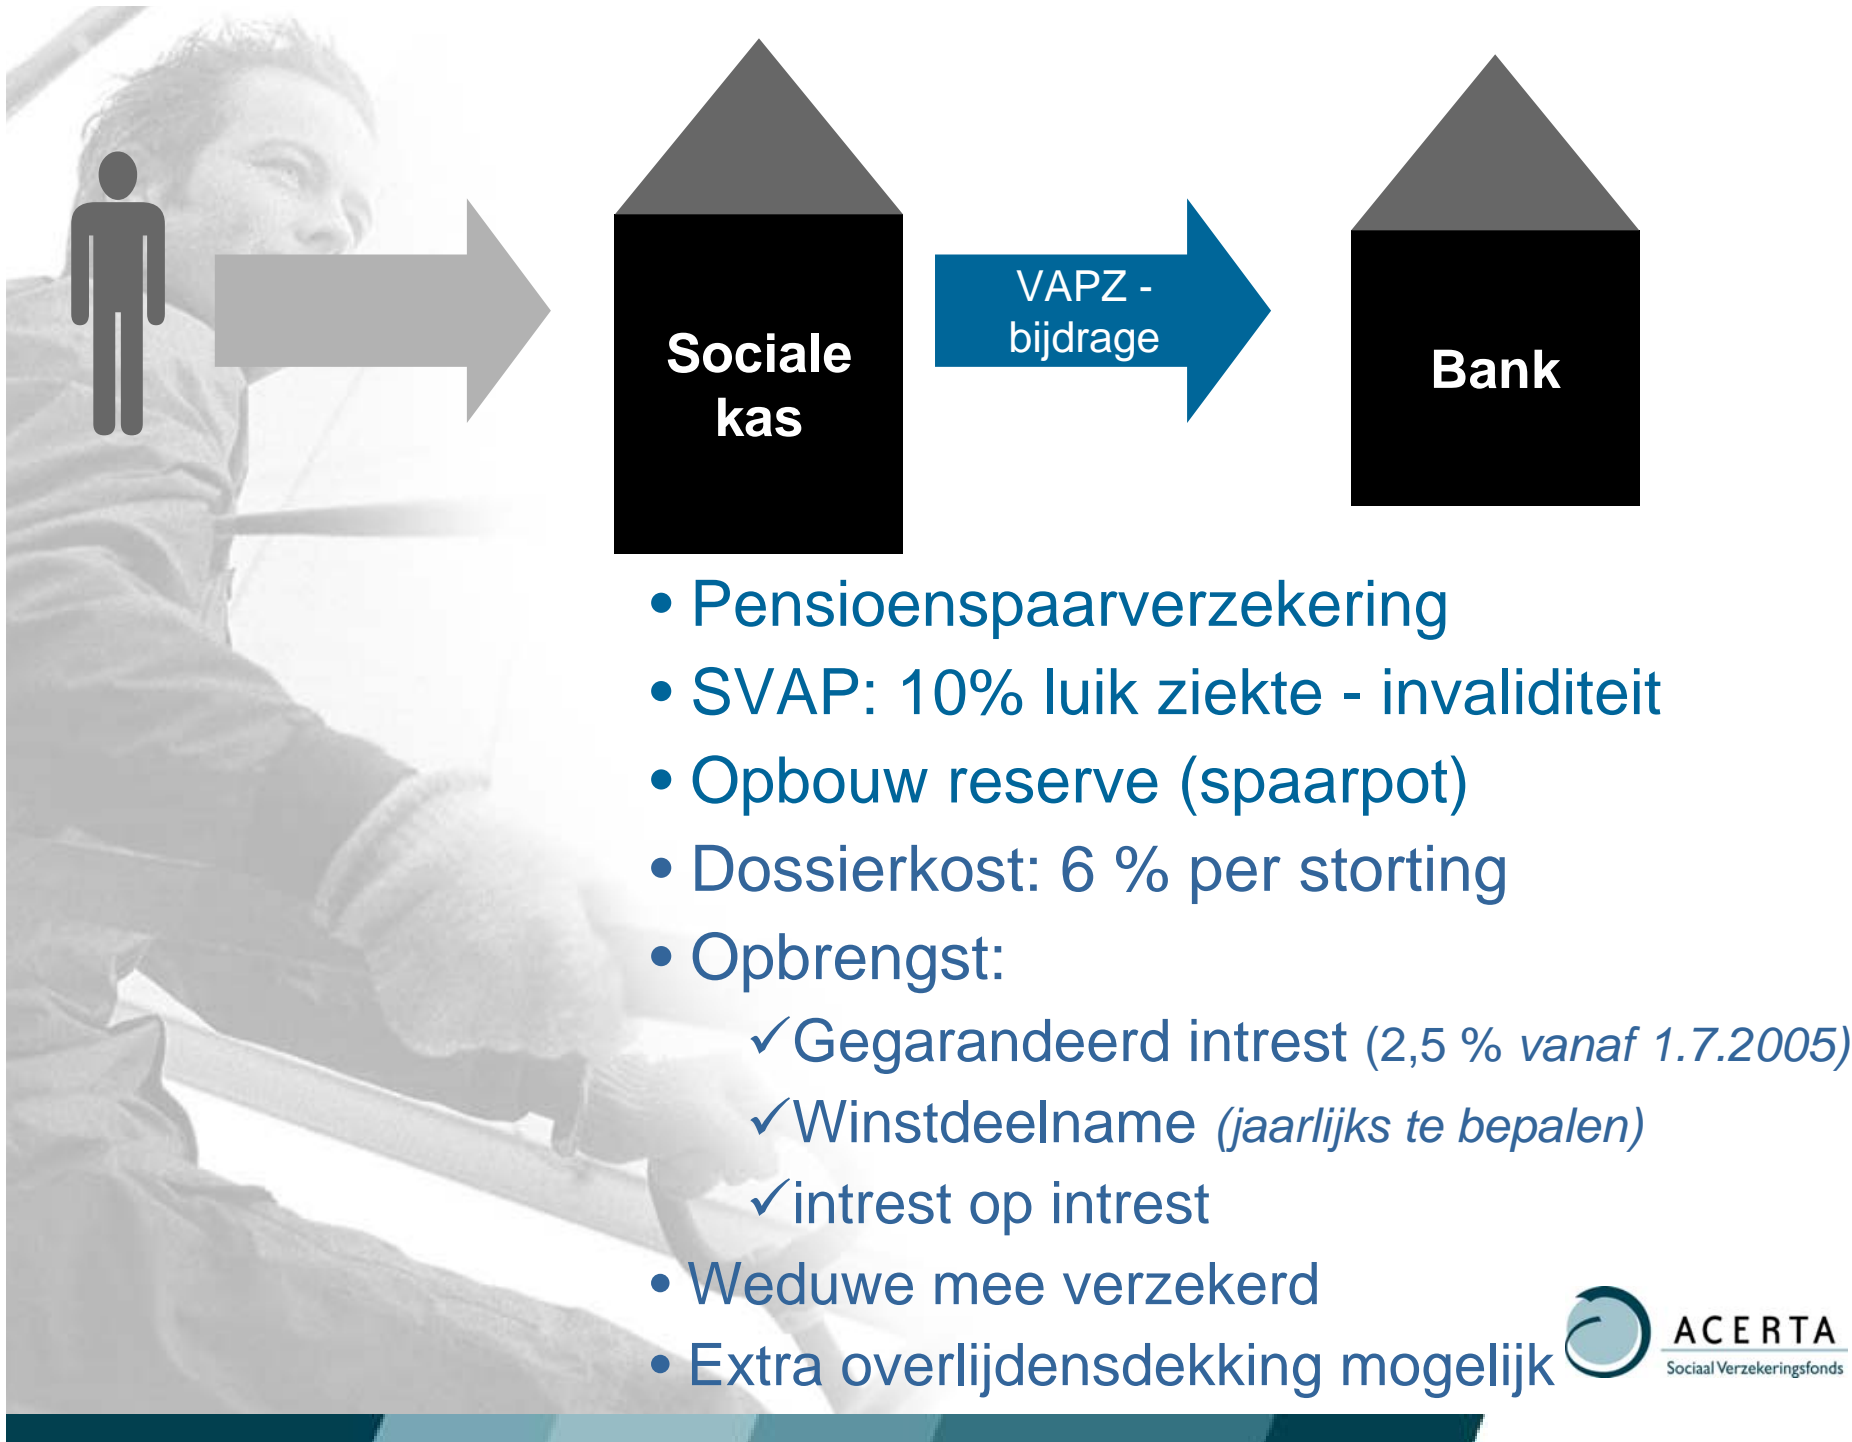 Sociale
kas
VAPZ -
bijdrage
Bank
• Pensioenspaarverzekering
• SVAP: 10% luik ziekte - invaliditeit
• Opbouw reserve (spaarpot)
• Dossierkost: 6 % per storting
• Opbrengst:
✓Gegarandeerd intrest (2,5 % vanaf 1.7.2005)
✓Winstdeelname (jaarlijks te bepalen)
✓intrest op intrest
• Weduwe mee verzekerd
• Extra overlijdensdekking mogelijk
ACERTA
Sociaal Verzekeringsfonds